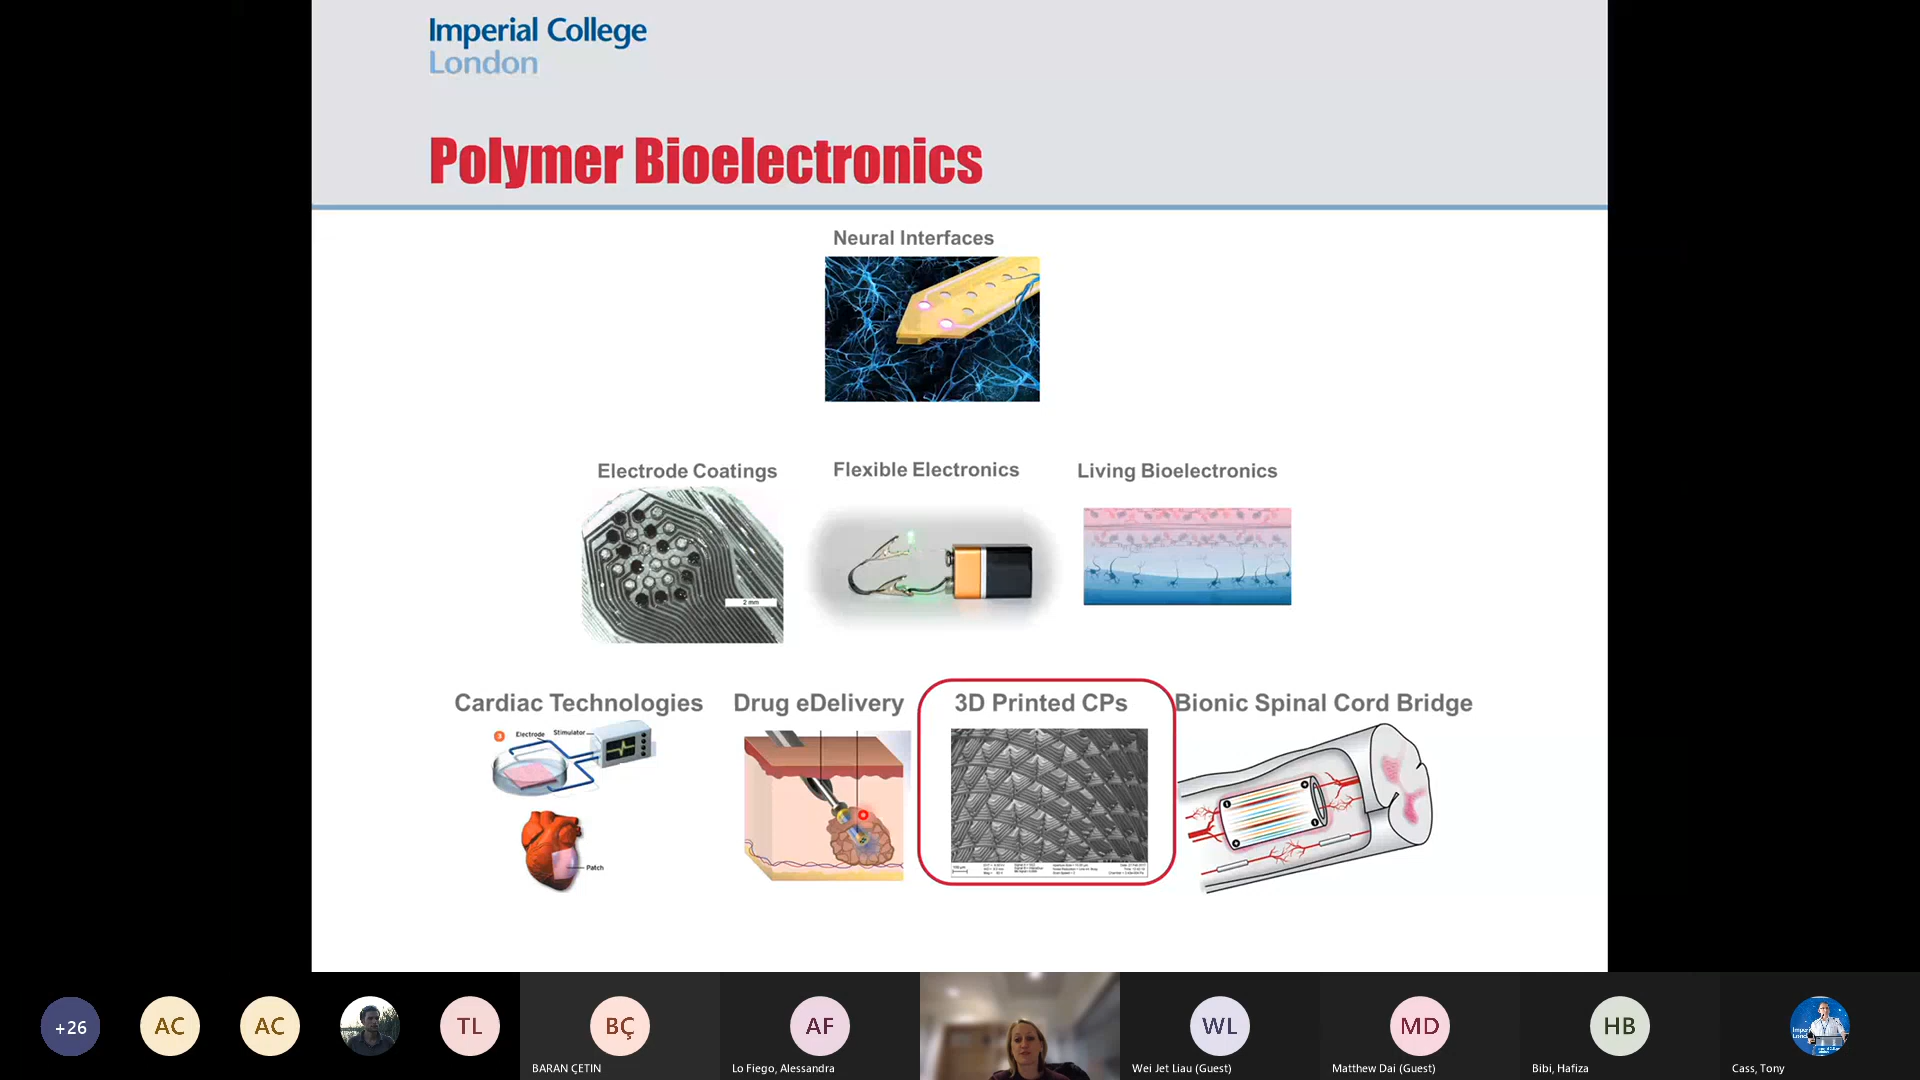 Imperial College
London
Polymer Bioelectronics
Neural Interfaces
Electrode Coatings
Flexible Electronics
Living Bioelectronics
2 mm
Cardiac Technologies
Drug eDelivery
3D Printed CPs
Bionic Spinal Cord Bridge
3
Electrode
Stimulator
Patch
+26
AC
AC
TL
BÇ
AF
WL
MD
HB
BARAN ÇETIN
Lo Fiego, Alessandra
Wei Jet Liau (Guest)
Matthew Dai (Guest)
Bibi, Hafiza
Cass, Tony